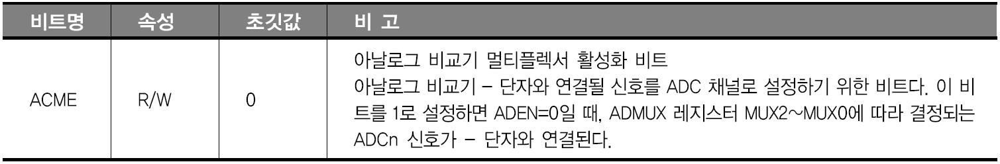 비트명 속성 초깃값 비 고
아날로그 비교기 멀티플렉서 활성화 비트
아날로그 비교기 – 단자와 연결될 신호를 ADC 채널로 설정하기 위한 비트다. 이 비
ACME R/W 0
트를 1로 설정하면 ADEN=0일 때, ADMUX 레지스터 MUX2~MUX0에 따라 결정되는
ADCn 신호가 – 단자와 연결된다.